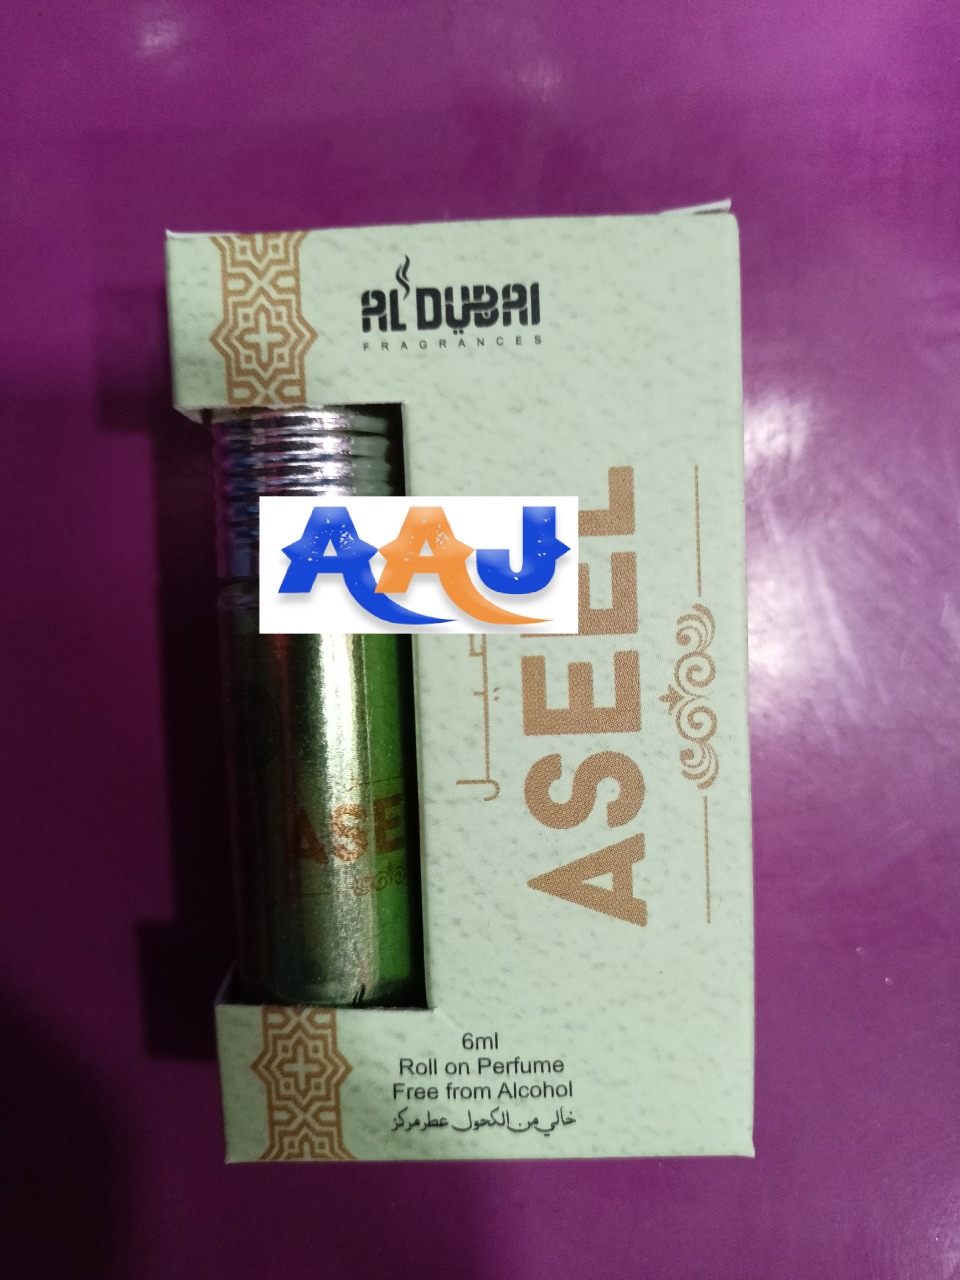 AL DUBAI
FRAGRANCES
AAJ
ASEEL
ASE
6ml
Roll on Perfume
Free from Alcohol
خالي من الكحول عطر مركز